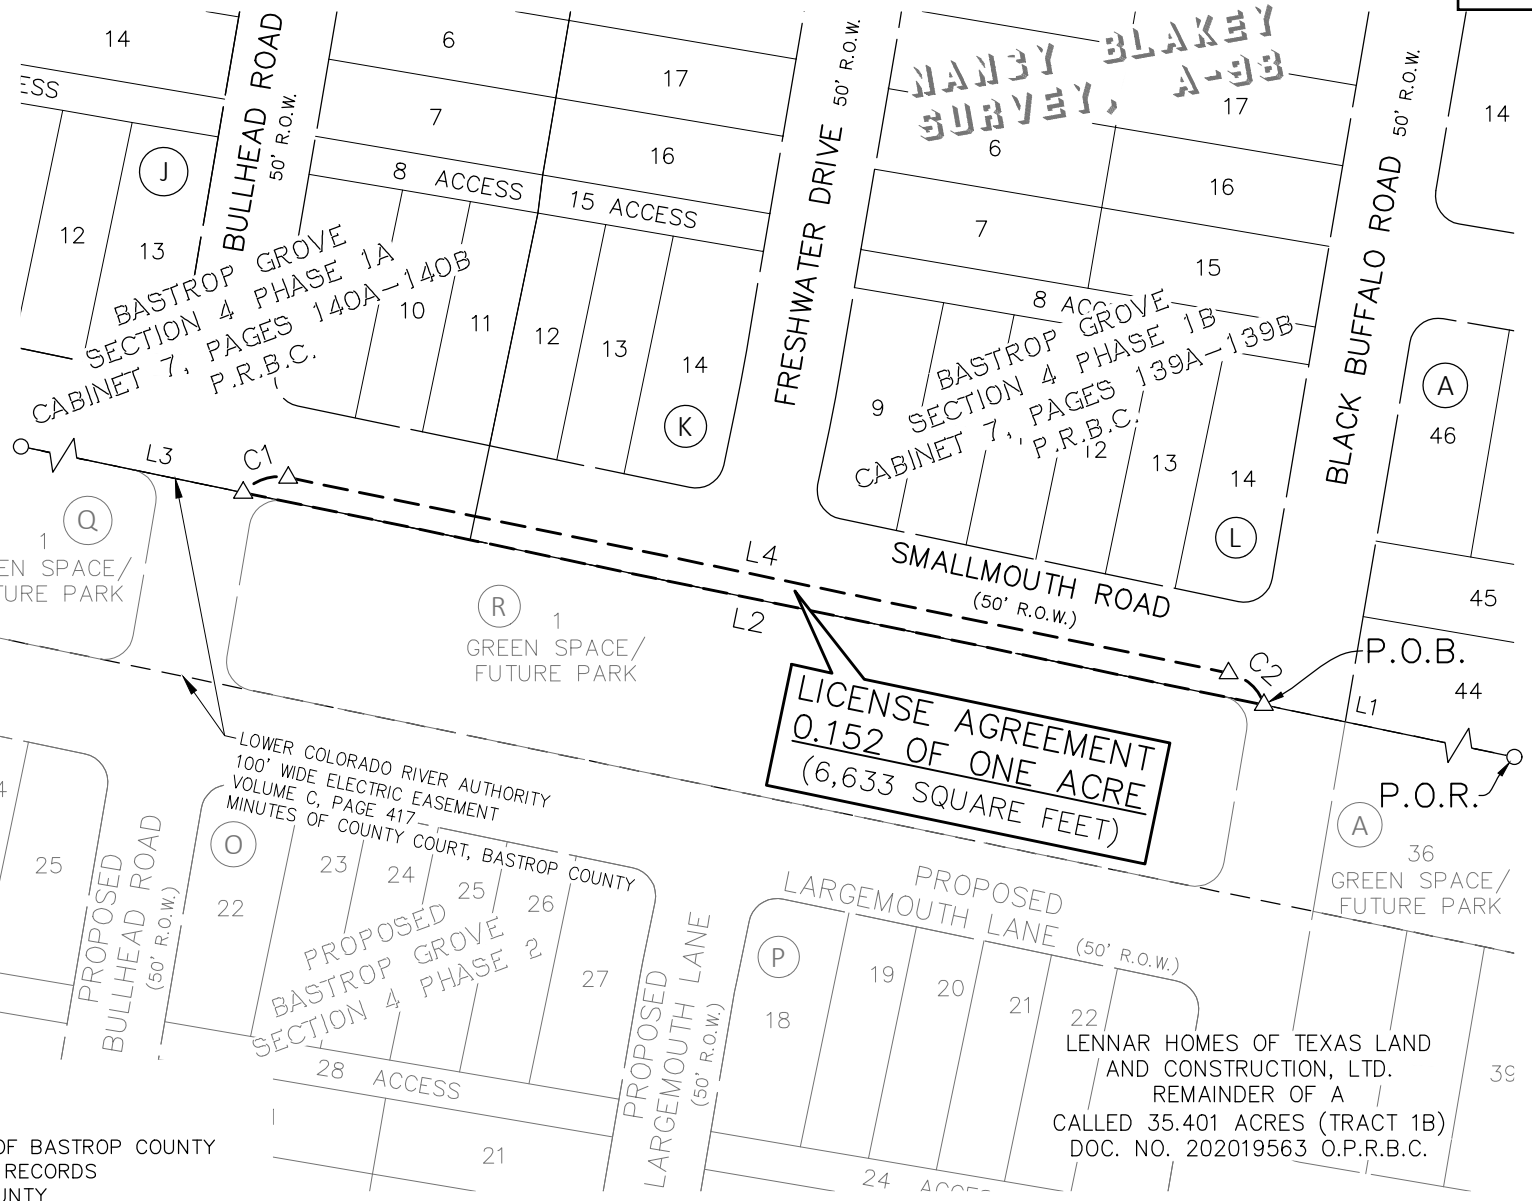 14
ESS
12
J
13
BULLHEAD ROAD
50' R.O.W.
6
17
7
16
8 ACCESS
15 ACCESS
10
11
12
13
14
K
BASTROP GROVE
SECTION 4 PHASE 1A
CABINET 7, PAGES 140A-140B
P.R.B.C.
FRESHWATER DRIVE 50' R.O.W.
NANCY BLAKEY
SURVEY, A-98
6
17
16
7
15
8 ACC
BASTROP GROVE
SECTION 4 PHASE 1B
CABINET 7, PAGES 139A-139B
P.R.B.C.
9
12
13
14
L
BLACK BUFFALO ROAD 50' R.O.W.
14
A
46
45
44
L3
C1
L4
L2
SMALLMOUTH ROAD
(50' R.O.W.)
C2
P.O.B.
L1
P.O.R.
Q
1
EN SPACE/
TURE PARK
R
1
GREEN SPACE/
FUTURE PARK
LICENSE AGREEMENT
0.152 OF ONE ACRE
(6,633 SQUARE FEET)
LOWER COLORADO RIVER AUTHORITY
100' WIDE ELECTRIC EASEMENT
VOLUME C, PAGE 417
MINUTES OF COUNTY COURT, BASTROP COUNTY
A
36
GREEN SPACE/
FUTURE PARK
25
PROPOSED
BULLHEAD ROAD
(50' R.O.W.)
O
22
23
24
25
26
27
PROPOSED
BASTROP GROVE
SECTION 4 PHASE 2
28 ACCESS
21
PROPOSED
LARGEMOUTH LANE
(50' R.O.W.)
PROPOSED
LARGEMOUTH LANE (50' R.O.W.)
P
18
19
20
21
22
24 ACCESS
39
LENNAR HOMES OF TEXAS LAND
AND CONSTRUCTION, LTD.
REMAINDER OF A
CALLED 35.401 ACRES (TRACT 1B)
DOC. NO. 202019563 O.P.R.B.C.
OF BASTROP COUNTY
RECORDS
UNTY